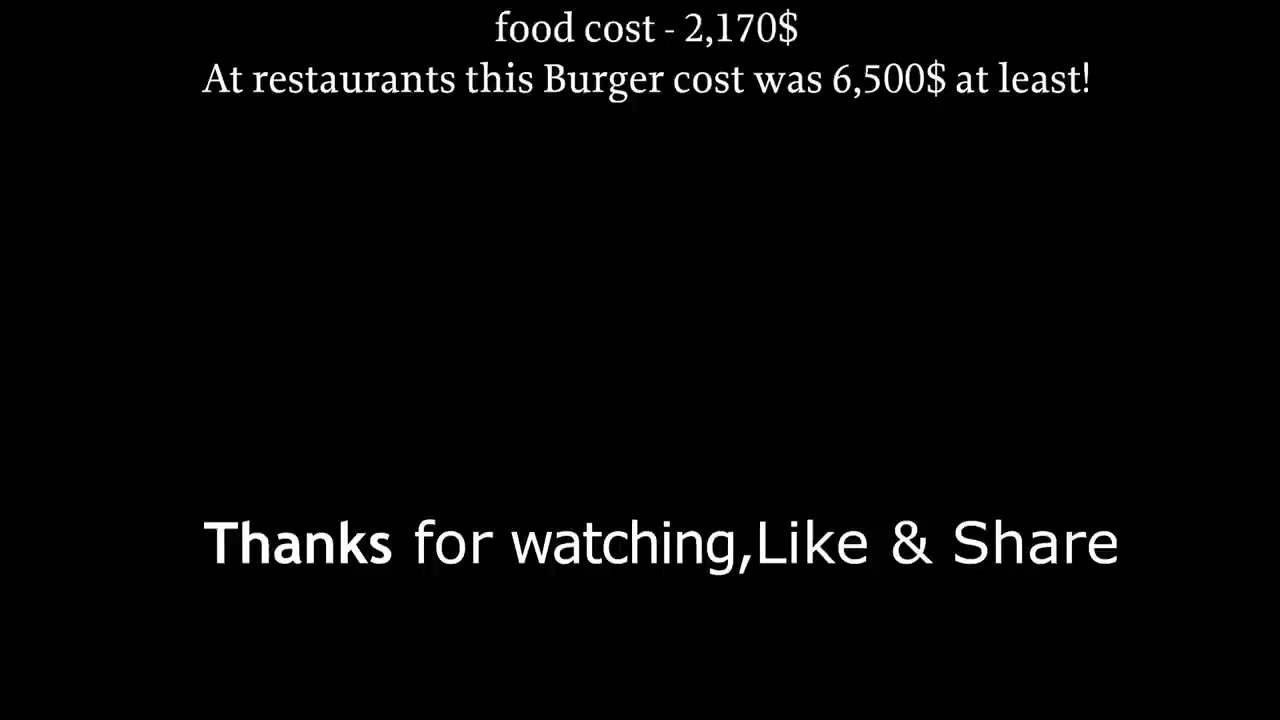 food cost - 2,170$
At restaurants this Burger cost was 6,500$ at least!
Thanks for watching,Like & Share